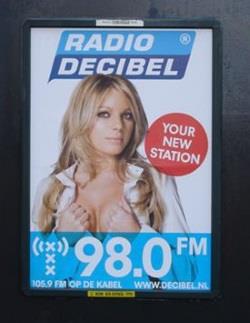 RADIO ®
DECIBEL
YOUR
NEW
STATION
98.0 FM
105.9 FM OP DE KABEL WWW.DECIBEL.NL